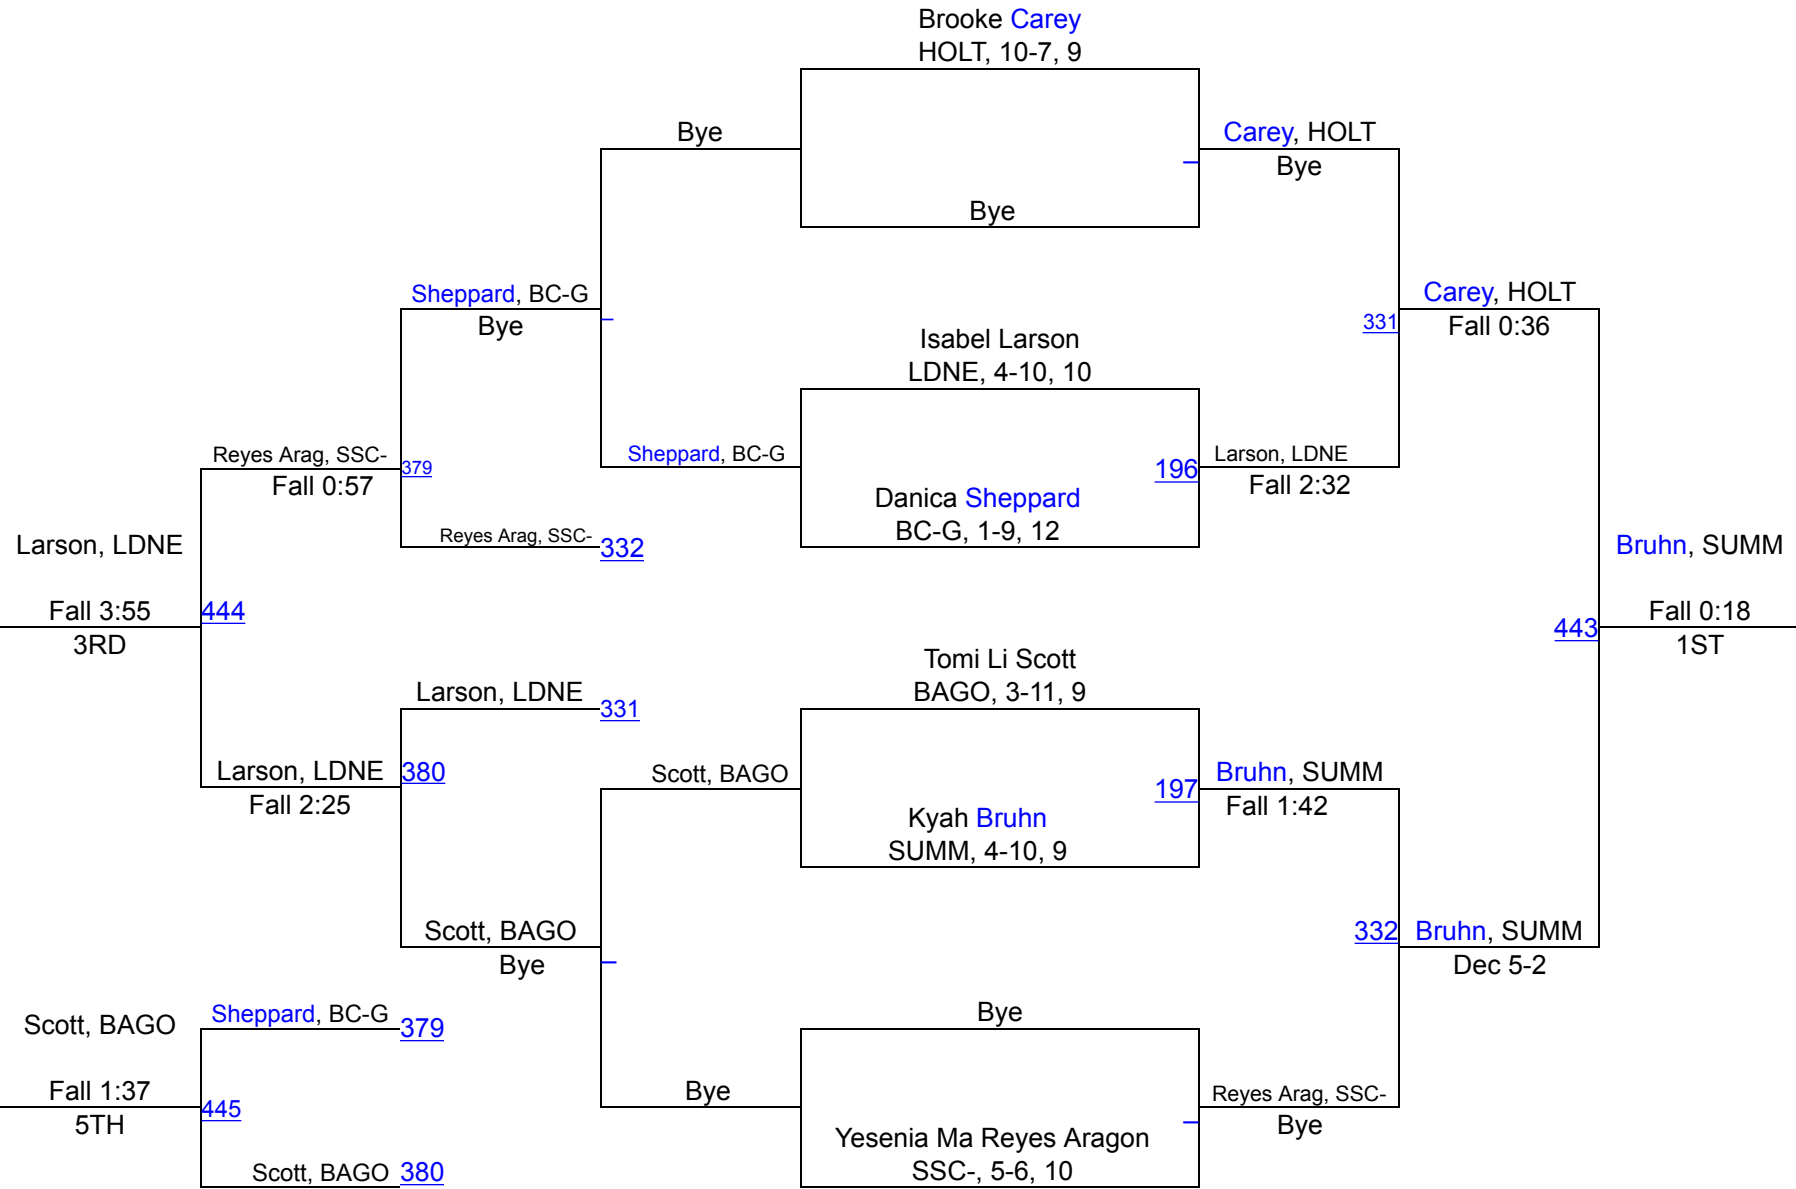 Brooke Carey
HOLT, 10-7, 9
Bye
Carey, HOLT
Bye
Bye
Sheppard, BC-G
Bye
Carey, HOLT
331
Fall 0:36
Isabel Larson
LDNE, 4-10, 10
Reyes Arag, SSC-
379
Fall 0:57
Sheppard, BC-G
196
Larson, LDNE
Fall 2:32
Danica Sheppard
BC-G, 1-9, 12
Reyes Arag, SSC-
332
Larson, LDNE
Bruhn, SUMM
Fall 3:55
444
3RD
Fall 0:18
443
1ST
Tomi Li Scott
BAGO, 3-11, 9
Larson, LDNE
331
Larson, LDNE
380
Fall 2:25
Scott, BAGO
197
Bruhn, SUMM
Fall 1:42
Kyah Bruhn
SUMM, 4-10, 9
Scott, BAGO
Bye
332
Bruhn, SUMM
Dec 5-2
Bye
Scott, BAGO
Sheppard, BC-G
379
Fall 1:37
445
5TH
Bye
Reyes Arag, SSC-
Bye
Yesenia Ma Reyes Aragon
SSC-, 5-6, 10
Scott, BAGO
380